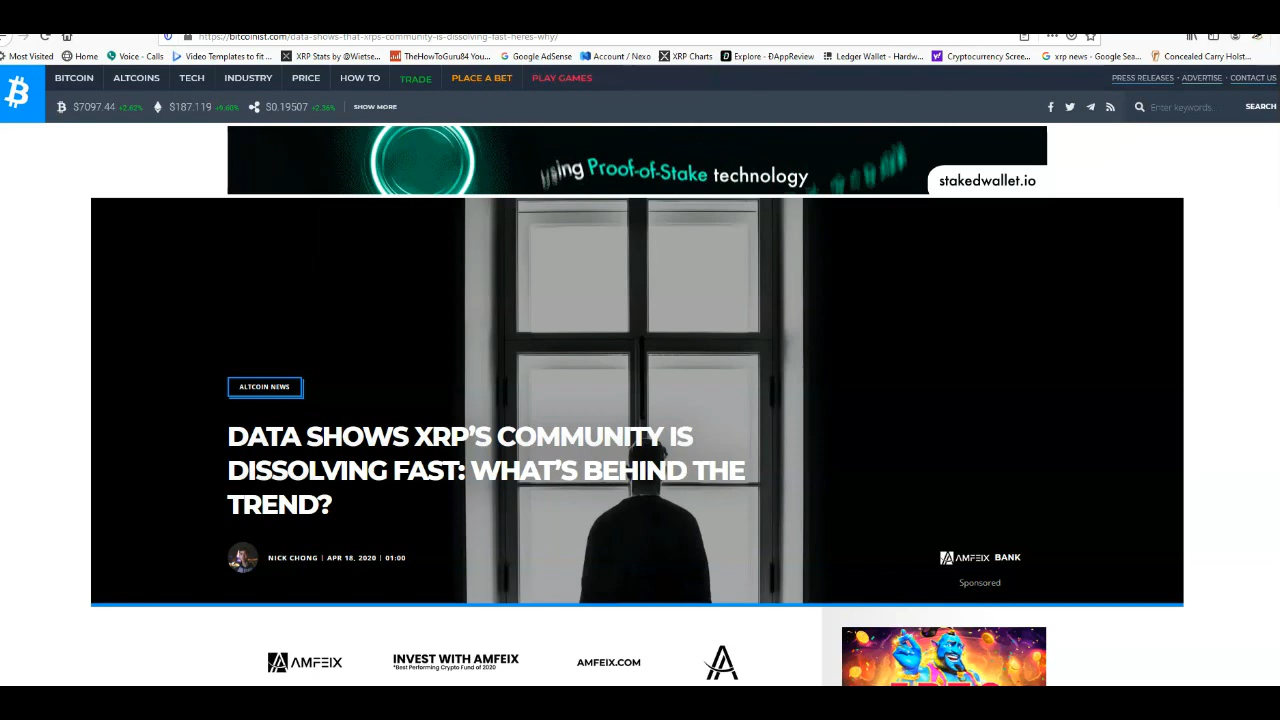 https://bitcoinist.com/data-shows-that-xrps-community-is-dissolving-fast-heres-why/
Most Visited Home Voice - Calls Video Templates to fit ... XRP Stats by @Wietse... TheHowToGuru84 You... Google AdSense Account / Nexo XRP Charts Explore - ÐAppReview Ledger Wallet - Hardw... Cryptocurrency Scree... xrp news - Google Sea... Concealed Carry Holst...
BITCOIN ALTCOINS TECH INDUSTRY PRICE HOW TO TRADE PLACE A BET PLAY GAMES PRESS RELEASES • ADVERTISE • CONTACT US
$7097.44 +2.62% $187.119 +9.60% $0.19507 +2.36% SHOW MORE Enter keywords... SEARCH
using Proof-of-Stake technology
stakedwallet.io
ALTCOIN NEWS
DATA SHOWS XRP'S COMMUNITY IS
DISSOLVING FAST: WHAT'S BEHIND THE
TREND?
NICK CHONG | APR 18, 2020 | 01:00
AMFEIX BANK
Sponsored
AMFEIX
INVEST WITH AMFEIX
*Best Performing Crypto Fund of 2020
AMFEIX.COM